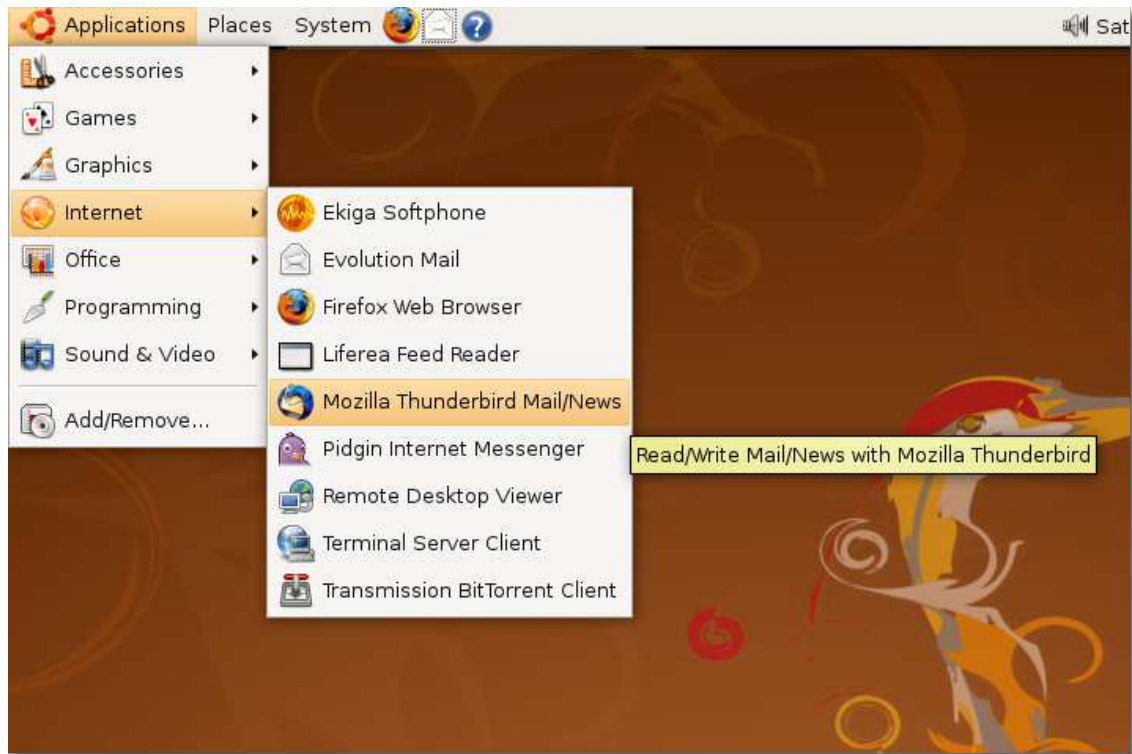 Applications Places System Sat
Accessories
Games
Graphics
Internet
Office
Programming
Sound & Video
Add/Remove...
Ekiga Softphone
Evolution Mail
Firefox Web Browser
Liferea Feed Reader
Mozilla Thunderbird Mail/News
Pidgin Internet Messenger
Remote Desktop Viewer
Terminal Server Client
Transmission BitTorrent Client
Read/Write Mail/News with Mozilla Thunderbird